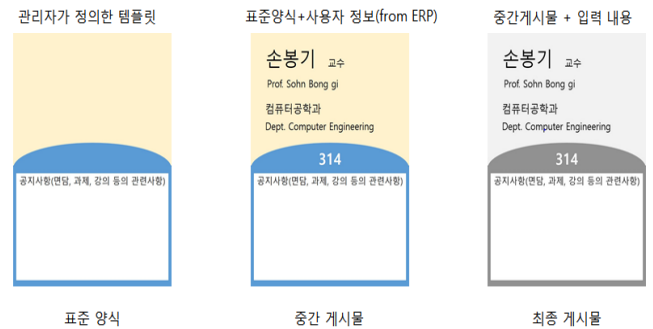 관리자가 정의한 템플릿
공지사항(면담, 과제, 강의 등의 관련사항)
표준 양식
표준양식+사용자 정보(from ERP)
손봉기 교수
Prof. Sohn Bong gi
컴퓨터공학과
Dept. Computer Engineering
314
공지사항(면담, 과제, 강의 등의 관련사항)
중간 게시물
중간게시물 + 입력 내용
손봉기 교수
Prof. Sohn Bong gi
컴퓨터공학과
Dept. Computer Engineering
314
공지사항(면담, 과제, 강의 등의 관련사항)
최종 게시물